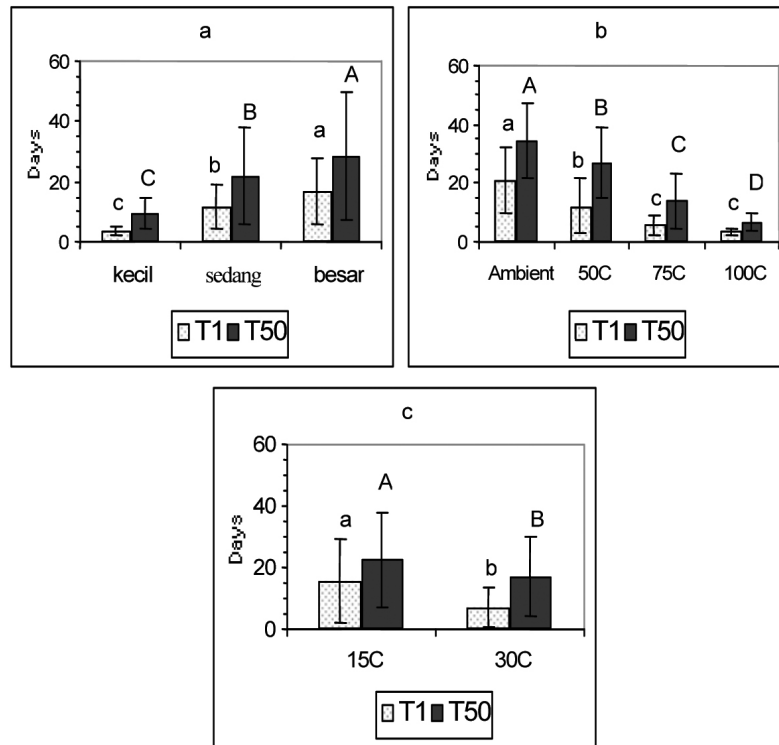 a
60
40
20
0
Days
c C
b B
a A
kecil sedang besar
T1 T50
b
60
40
20
0
Days
a A
b B
c C
c D
Ambient 50C 75C 100C
T1 T50
c
60
40
20
0
Days
a A
b B
15C 30C
T1 T50